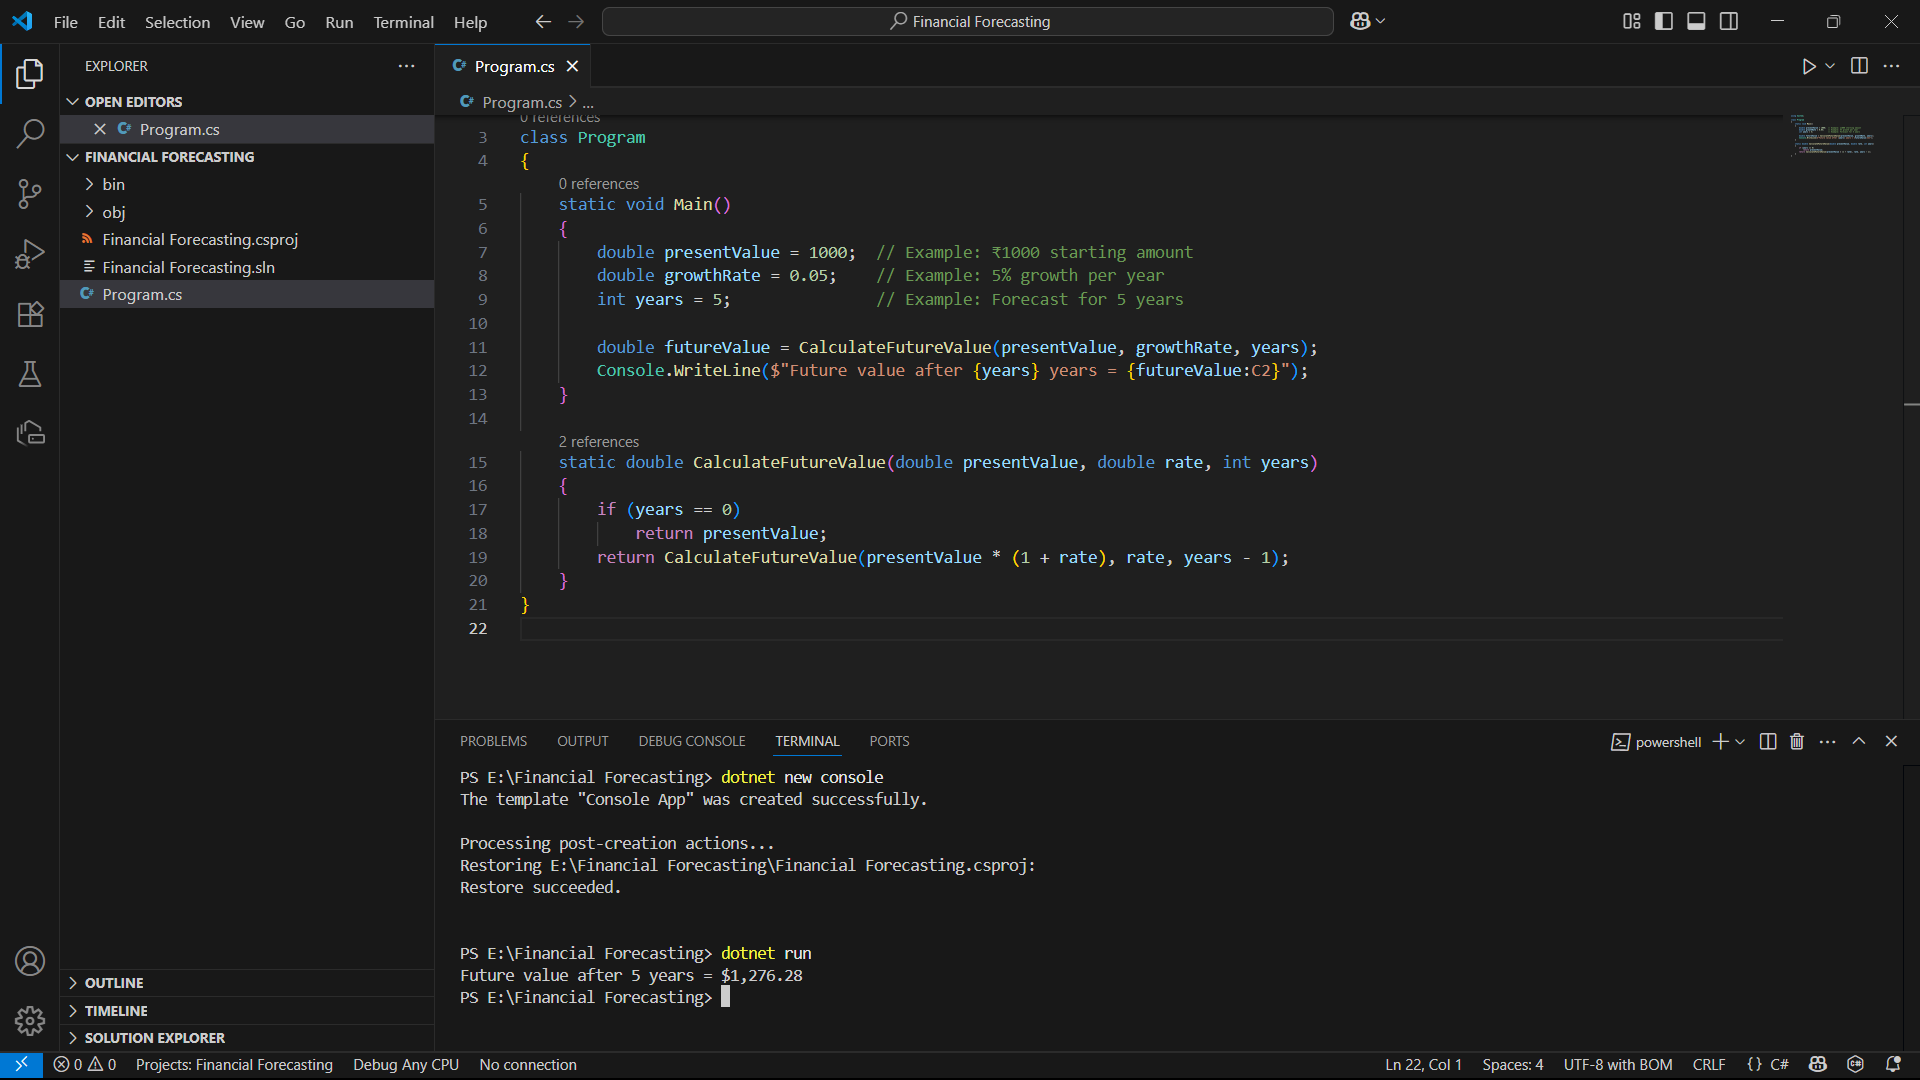 File Edit Selection View Go Run Terminal Help
Financial Forecasting
EXPLORER
OPEN EDITORS
Program.cs
FINANCIAL FORECASTING
bin
obj
Financial Forecasting.csproj
Financial Forecasting.sln
Program.cs
OUTLINE
TIMELINE
SOLUTION EXPLORER
Program.cs
Program.cs > ...
0 references
3 class Program
4 {
0 references
5 static void Main()
6 {
7 double presentValue = 1000; // Example: ₹1000 starting amount
8 double growthRate = 0.05; // Example: 5% growth per year
9 int years = 5; // Example: Forecast for 5 years
10
11 double futureValue = CalculateFutureValue(presentValue, growthRate, years);
12 Console.WriteLine($"Future value after {years} years = {futureValue:C2}");
13 }
14
2 references
15 static double CalculateFutureValue(double presentValue, double rate, int years)
16 {
17 if (years == 0)
18 return presentValue;
19 return CalculateFutureValue(presentValue * (1 + rate), rate, years - 1);
20 }
21 }
22
PROBLEMS OUTPUT DEBUG CONSOLE TERMINAL PORTS
powershell
PS E:\Financial Forecasting> dotnet new console
The template "Console App" was created successfully.
Processing post-creation actions...
Restoring E:\Financial Forecasting\Financial Forecasting.csproj:
Restore succeeded.
PS E:\Financial Forecasting> dotnet run
Future value after 5 years = $1,276.28
PS E:\Financial Forecasting>
0 0 Projects: Financial Forecasting Debug Any CPU No connection
Ln 22, Col 1 Spaces: 4 UTF-8 with BOM CRLF {} C#